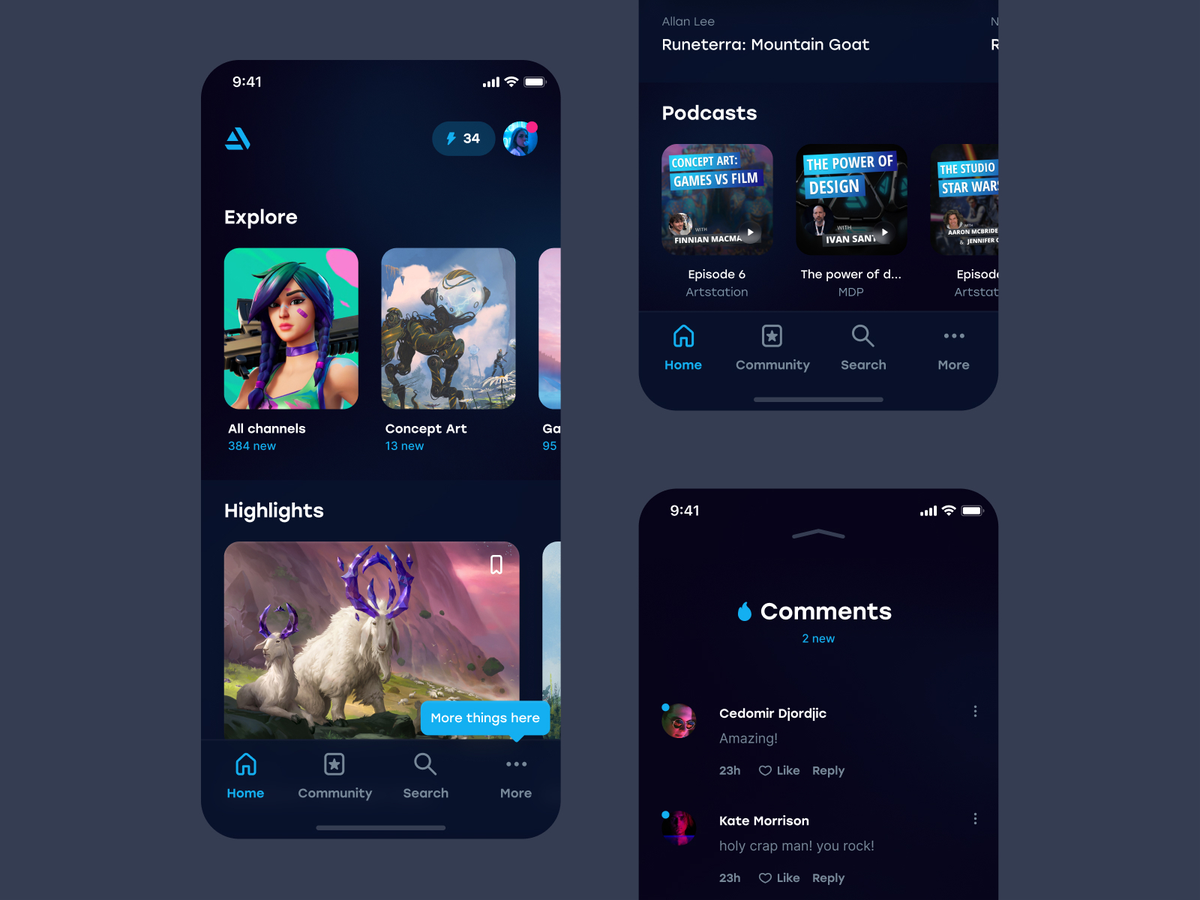 9:41
34
Explore
All channels
384 new
Concept Art
13 new
Ga
95
Highlights
More things here
Home
Community
Search
More
Allan Lee
Runeterra: Mountain Goat
N
R
Podcasts
CONCEPT ART:
GAMES VS FILM
WITH
FINNIAN MACMA
Episode 6
Artstation
THE POWER OF
DESIGN
WITH
IVAN SANT
The power of d...
MDP
THE STUDIO
STAR WARS
WITH
AARON MCBRIDE
& JENNIFER C
Episode
Artstat
Home
Community
Search
More
9:41
Comments
2 new
Cedomir Djordjic
Amazing!
23h Like Reply
Kate Morrison
holy crap man! you rock!
23h Like Reply